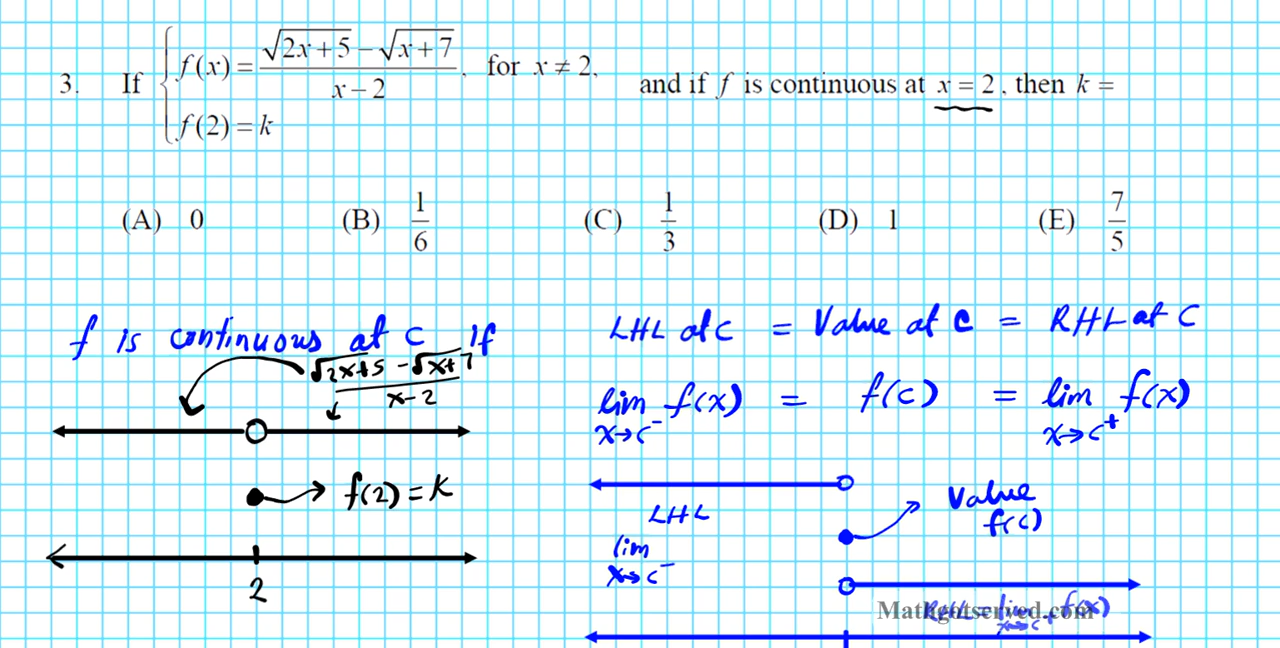 3. If { f(x) = (√(2x+5) − √(x+7)) / (x − 2), for x ≠ 2, and if f is continuous at x = 2, then k =
f(2) = k
(A) 0 (B) 1/6 (C) 1/3 (D) 1 (E) 7/5
f is continuous at c if
LHL at C = Value at C = RHL at C
√2x+5 − √x+7
x−2
lim f(x) = f(c) = lim f(x)
x→c⁻ x→c⁺
f(2) = k
2
LHL
lim
x→c⁻
Value
f(c)
RHL = lim f(x)
x→c⁺
Mathgotserved.com